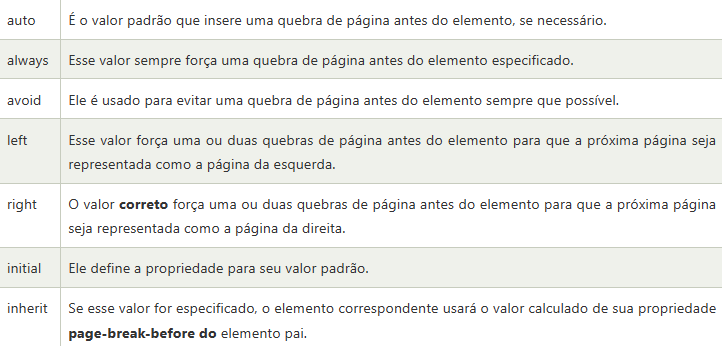 auto É o valor padrão que insere uma quebra de página antes do elemento, se necessário.
always Esse valor sempre força uma quebra de página antes do elemento especificado.
avoid Ele é usado para evitar uma quebra de página antes do elemento sempre que possível.
left Esse valor força uma ou duas quebras de página antes do elemento para que a próxima página seja
representada como a página da esquerda.
right O valor correto força uma ou duas quebras de página antes do elemento para que a próxima página
seja representada como a página da direita.
initial Ele define a propriedade para seu valor padrão.
inherit Se esse valor for especificado, o elemento correspondente usará o valor calculado de sua propriedade
page-break-before do elemento pai.